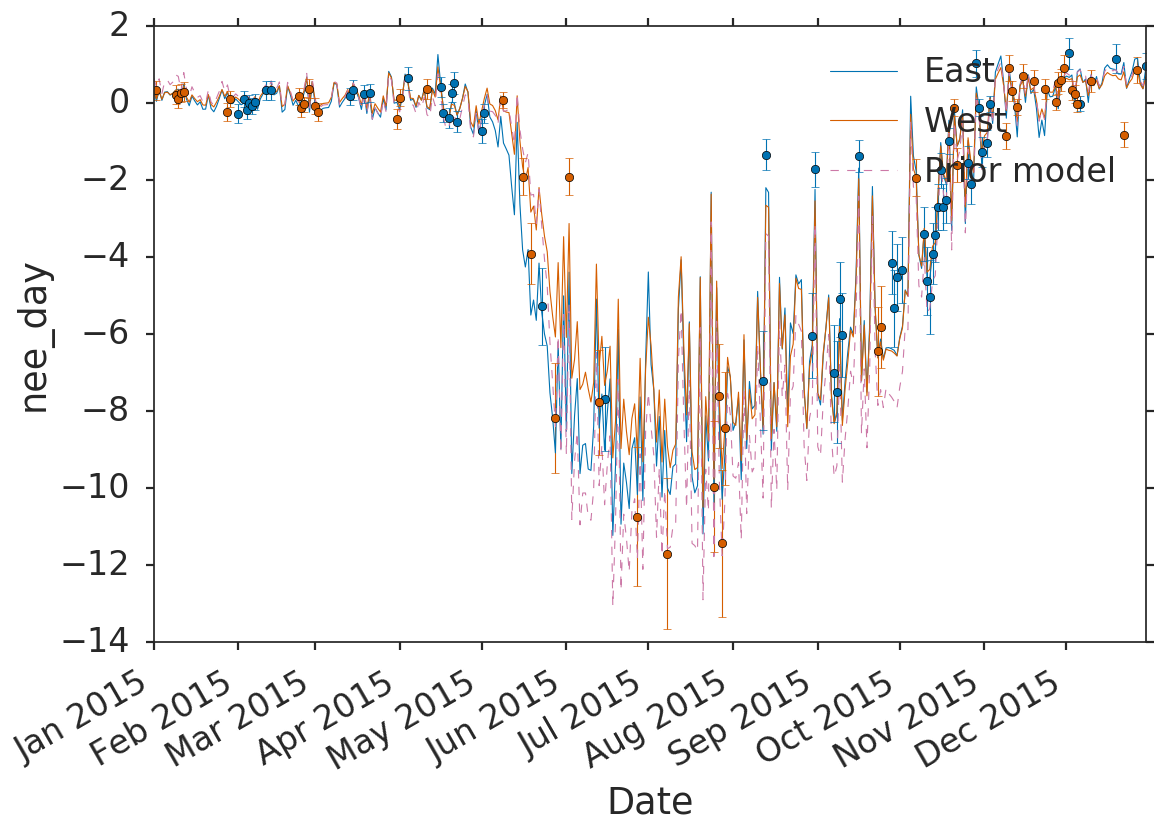 2
0
−2
−4
−6
−8
−10
−12
−14
nee_day
East
West
Prior model
Jan 2015
Feb 2015
Mar 2015
Apr 2015
May 2015
Jun 2015
Jul 2015
Aug 2015
Sep 2015
Oct 2015
Nov 2015
Dec 2015
Date